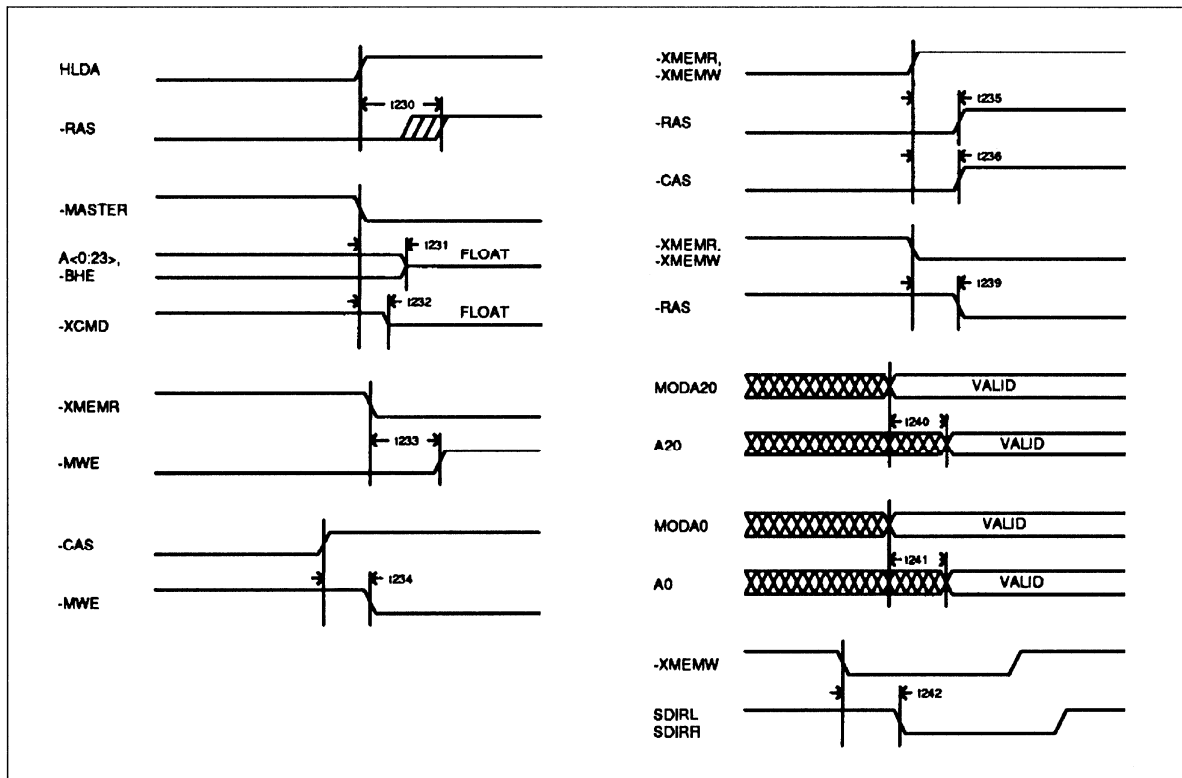 HLDA
t230
-RAS
-MASTER
t231
A<0:23>,
-BHE
FLOAT
t232
-XCMD
FLOAT
-XMEMR
t233
-MWE
-CAS
t234
-MWE
-XMEMR,
-XMEMW
t235
-RAS
t236
-CAS
-XMEMR,
-XMEMW
t239
-RAS
MODA20
VALID
t240
A20
VALID
MODA0
VALID
t241
A0
VALID
-XMEMW
t242
SDIRL
SDIRR